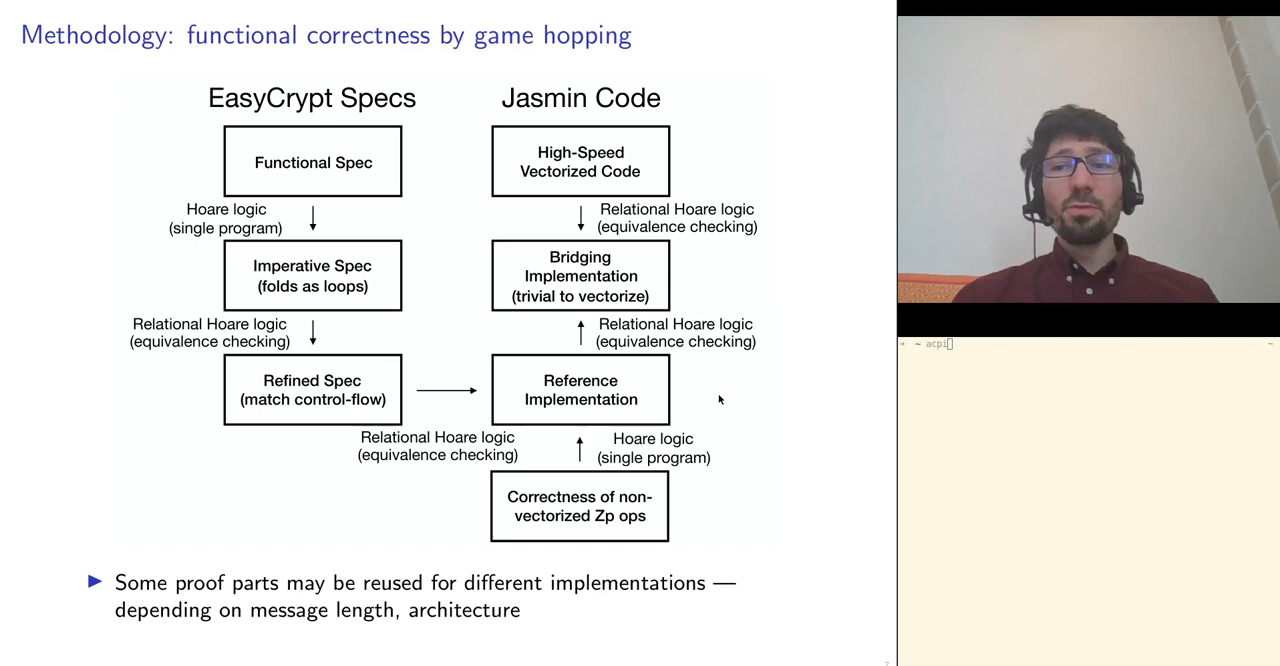 Methodology: functional correctness by game hopping
EasyCrypt Specs
Jasmin Code
Functional Spec
High-Speed
Vectorized Code
Hoare logic
(single program)
Relational Hoare logic
(equivalence checking)
Imperative Spec
(folds as loops)
Bridging
Implementation
(trivial to vectorize)
Relational Hoare logic
(equivalence checking)
Relational Hoare logic
(equivalence checking)
Refined Spec
(match control-flow)
Reference
Implementation
Relational Hoare logic
(equivalence checking)
Hoare logic
(single program)
Correctness of non-
vectorized Zp ops
Some proof parts may be reused for different implementations —
depending on message length, architecture
→ ~ acpi
~